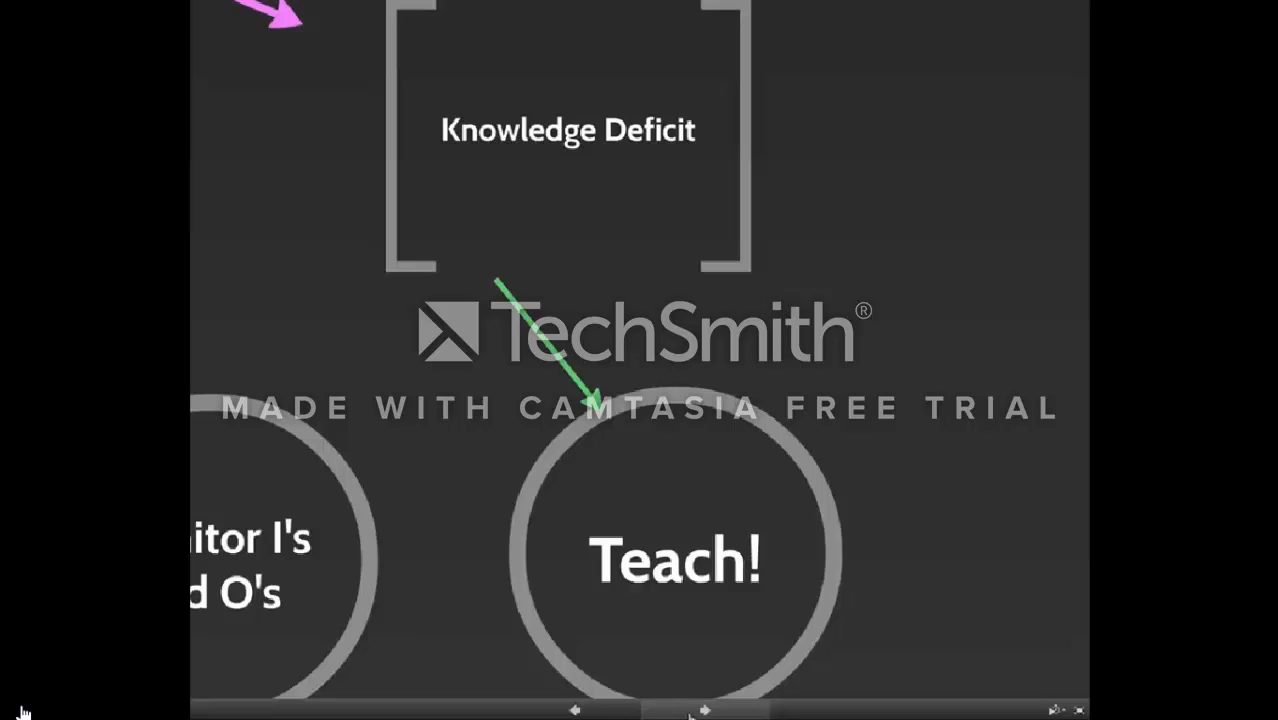 Knowledge Deficit
TechSmith®
MADE WITH CAMTASIA FREE TRIAL
itor I's
d O's
Teach!